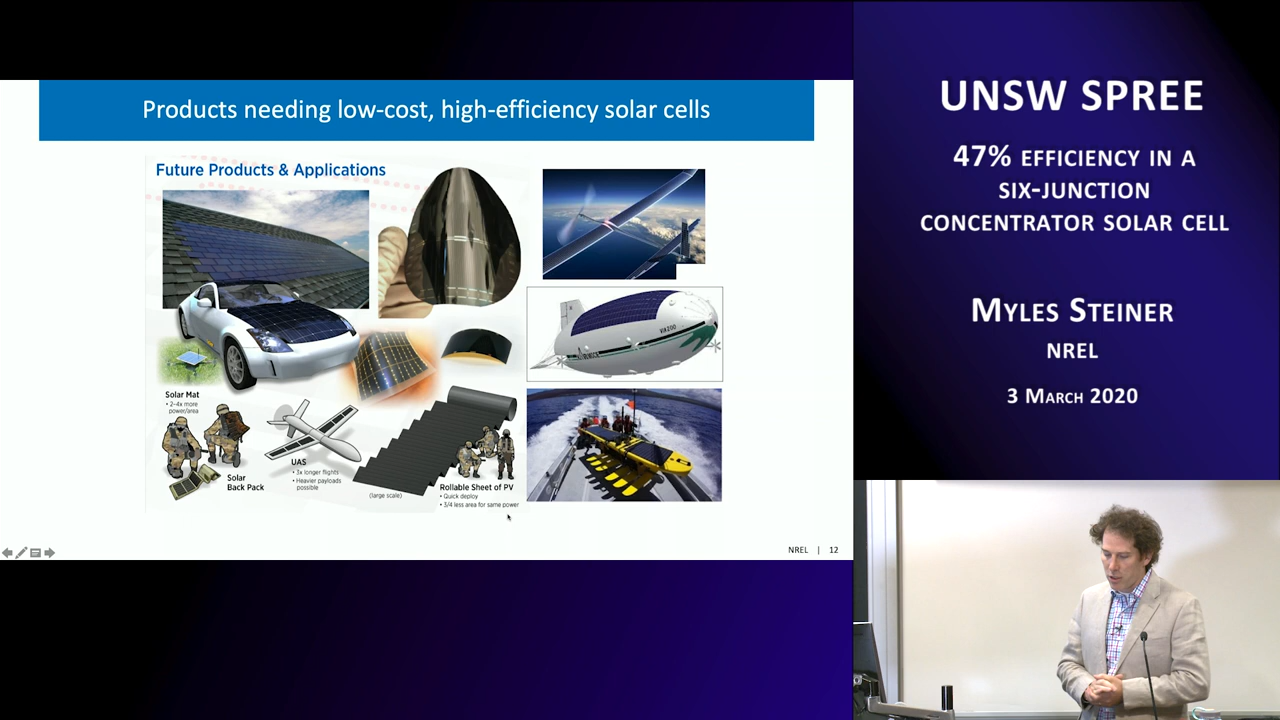 Products needing low-cost, high-efficiency solar cells
Future Products & Applications
Solar Mat
• 2-4x more
power/area
Solar
Back Pack
UAS
• 3x longer flights
• Heavier payloads
possible
(large scale)
Rollable Sheet of PV
• Quick deploy
• 3/4 less area for same power
VIA200
NREL | 12
UNSW SPREE
47% EFFICIENCY IN A
SIX-JUNCTION
CONCENTRATOR SOLAR CELL
MYLES STEINER
NREL
3 MARCH 2020